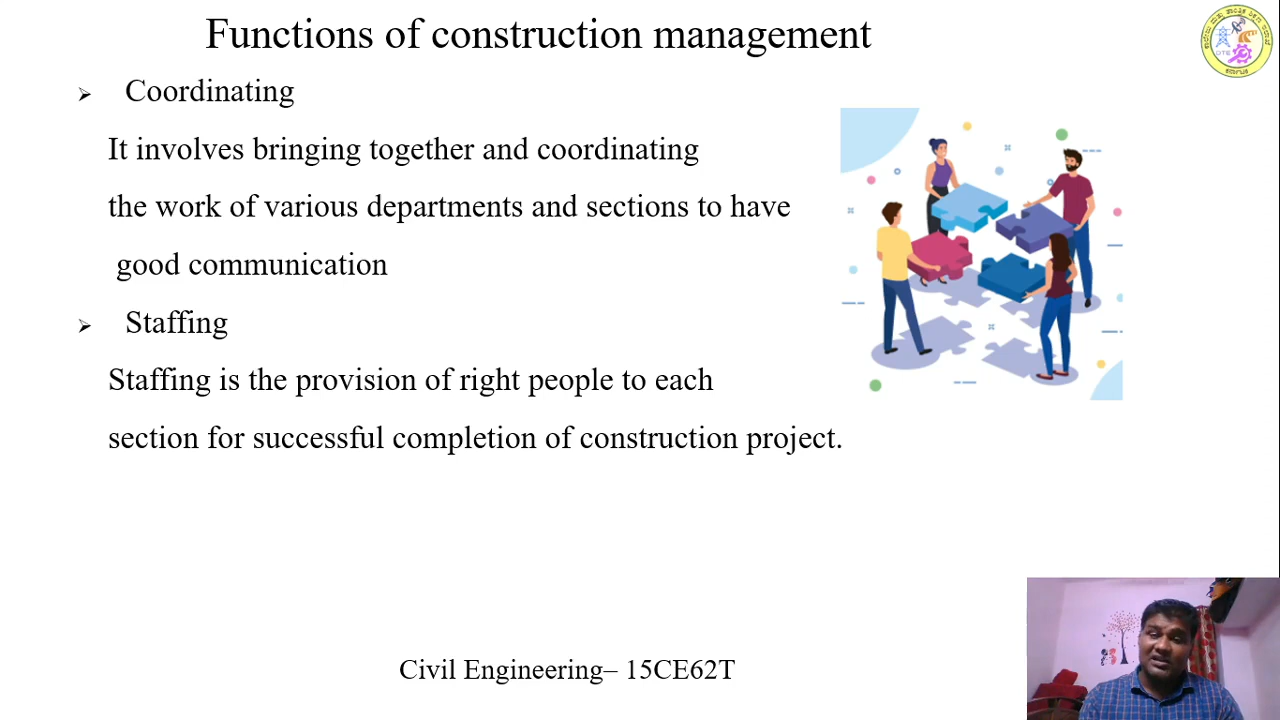 Functions of construction management
➢ Coordinating
It involves bringing together and coordinating
the work of various departments and sections to have
good communication
➢ Staffing
Staffing is the provision of right people to each
section for successful completion of construction project.
Civil Engineering– 15CE62T
DTE